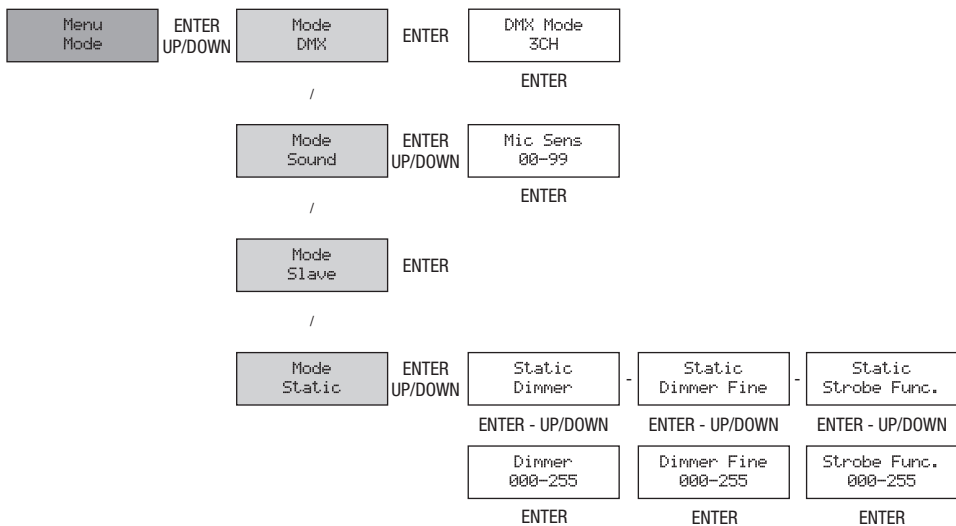 Menu
Mode
ENTER
UP/DOWN
Mode
DMX
ENTER
DMX Mode
3CH
ENTER
/
Mode
Sound
ENTER
UP/DOWN
Mic Sens
00-99
ENTER
/
Mode
Slave
ENTER
/
Mode
Static
ENTER
UP/DOWN
Static
Dimmer
-
Static
Dimmer Fine
-
Static
Strobe Func.
ENTER - UP/DOWN
ENTER - UP/DOWN
ENTER - UP/DOWN
Dimmer
000-255
Dimmer Fine
000-255
Strobe Func.
000-255
ENTER
ENTER
ENTER